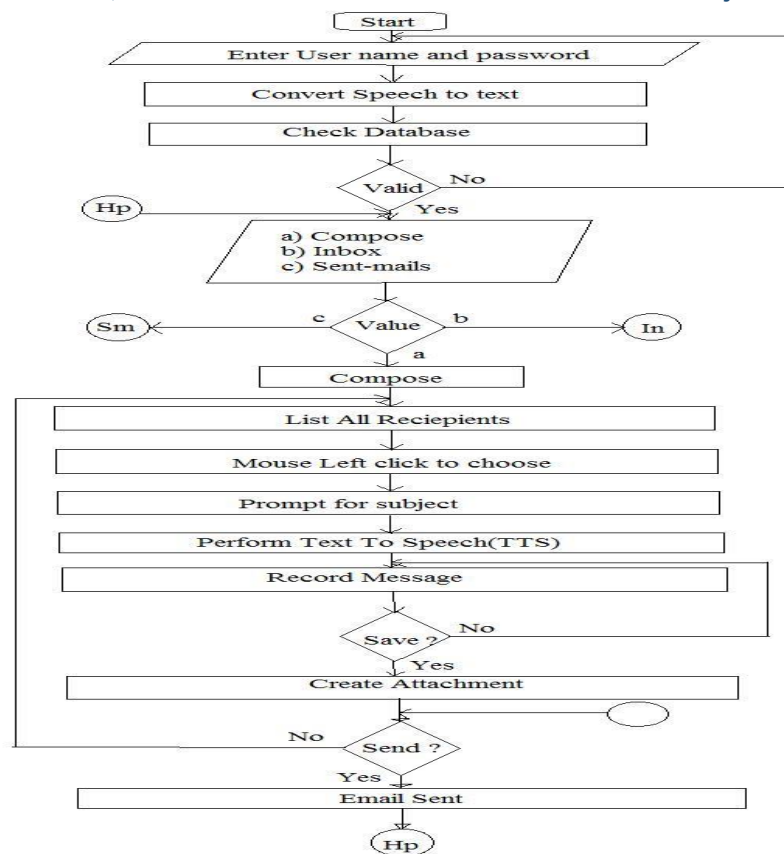 Start
Enter User name and password
Convert Speech to text
Check Database
Valid
No
Hp
Yes
a) Compose
b) Inbox
c) Sent-mails
Sm
c
Value
b
In
a
Compose
List All Reciepients
Mouse Left click to choose
Prompt for subject
Perform Text To Speech(TTS)
Record Message
Save ?
No
Yes
Create Attachment
No
Send ?
Yes
Email Sent
Hp